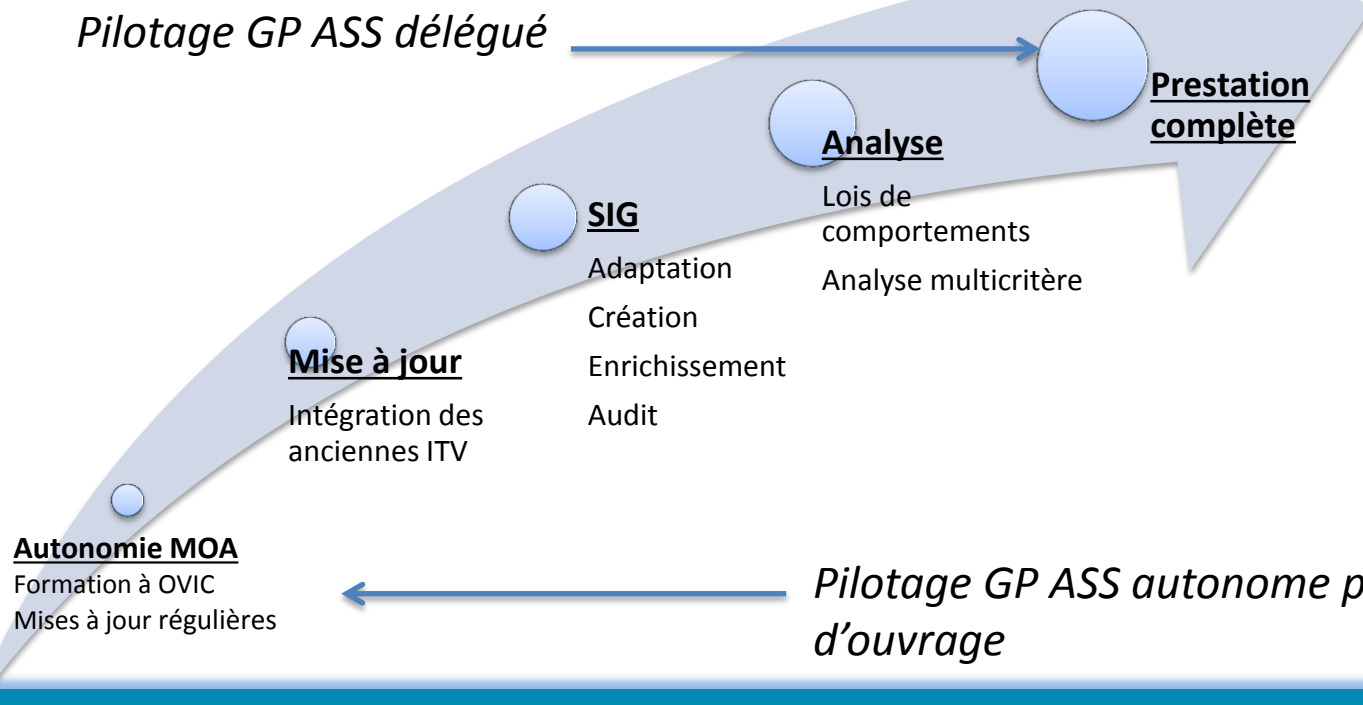 Pilotage GP ASS délégué
Prestation
complète
Analyse
Lois de
comportements
Analyse multicritère
SIG
Adaptation
Création
Enrichissement
Audit
Mise à jour
Intégration des
anciennes ITV
Autonomie MOA
Formation à OVIC
Mises à jour régulières
Pilotage GP ASS autonome p
d’ouvrage